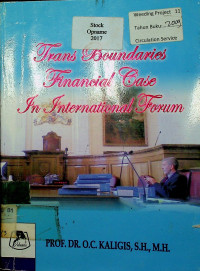 Stock
Opname
2017
Weeding Project 11
Tahun Buku:
Circulation Service
Trans Boundaries
Financial Case
In International Forum
PROF. DR. O.C. KALIGIS, S.H., M.H.